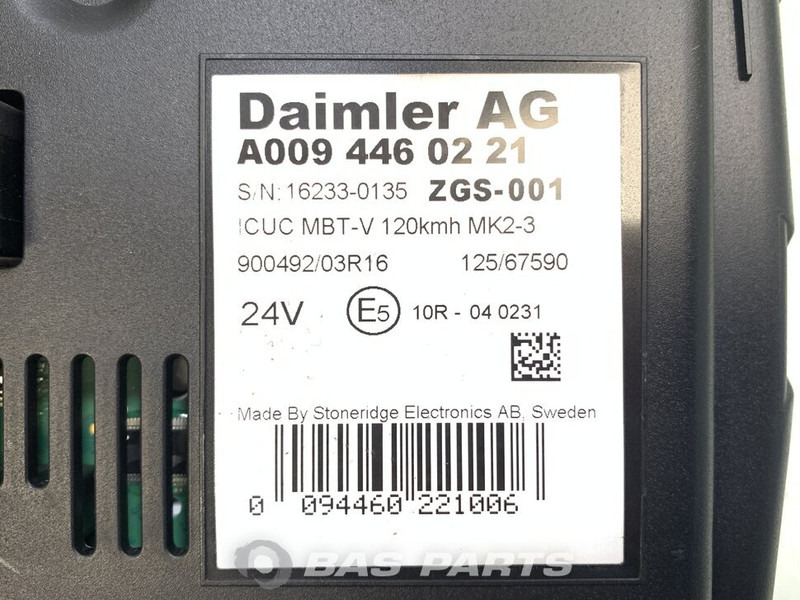 Daimler AG
A009 446 02 21
S/N: 16233-0135 ZGS-001
ICUC MBT-V 120kmh MK2-3
900492/03R16 125/67590
24V E5 10R - 04 0231
Made By Stoneridge Electronics AB, Sweden
0 094460 221006
BAS PARTS